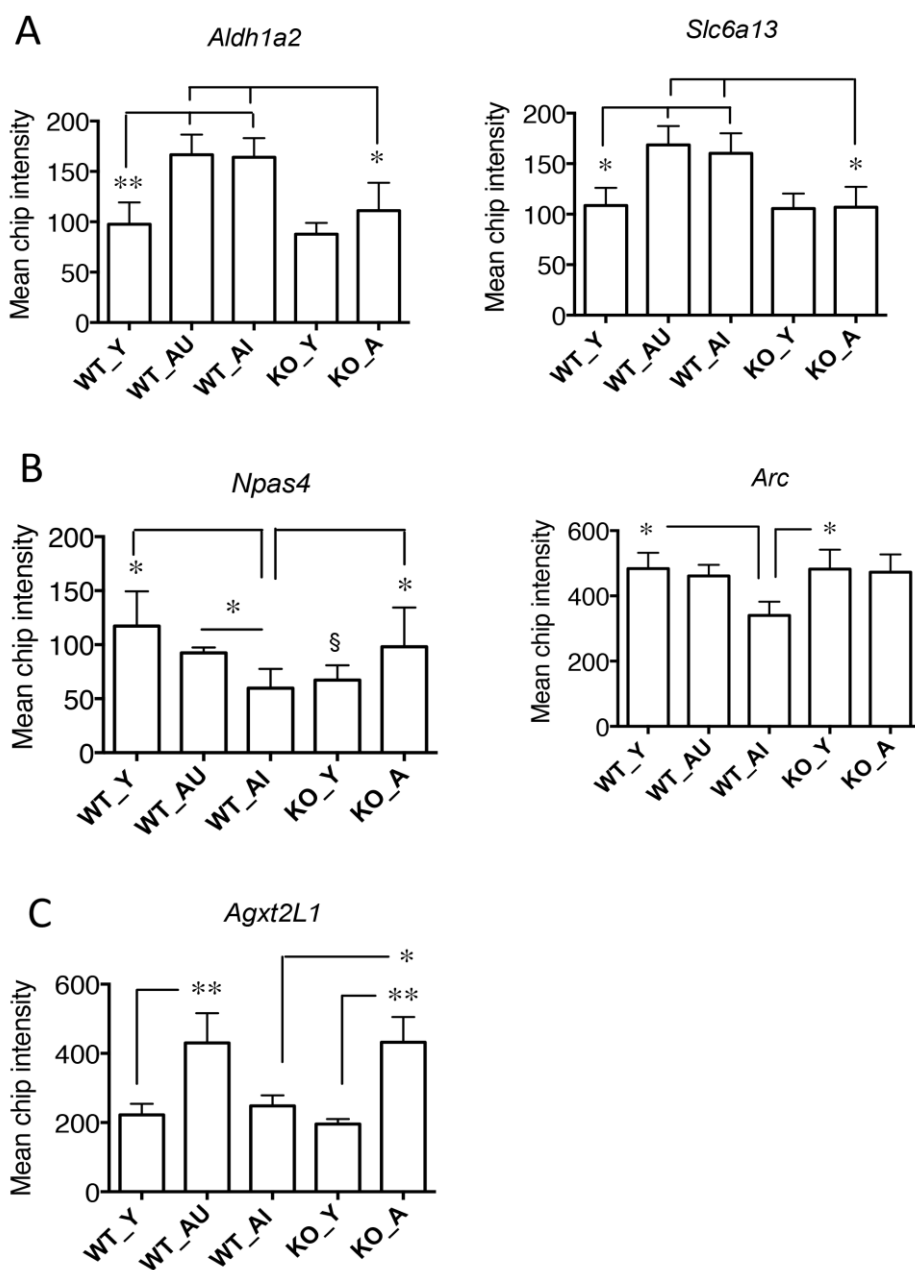 A
Aldh1a2
Mean chip intensity
200
150
100
50
0
**
*
WT_Y
WT_AU
WT_AI
KO_Y
KO_A
Slc6a13
Mean chip intensity
200
150
100
50
0
*
*
WT_Y
WT_AU
WT_AI
KO_Y
KO_A
B
Npas4
Mean chip intensity
200
150
100
50
0
*
*
§
*
WT_Y
WT_AU
WT_AI
KO_Y
KO_A
Arc
Mean chip intensity
600
400
200
0
*
*
WT_Y
WT_AU
WT_AI
KO_Y
KO_A
C
Agxt2L1
Mean chip intensity
600
400
200
0
**
*
**
WT_Y
WT_AU
WT_AI
KO_Y
KO_A